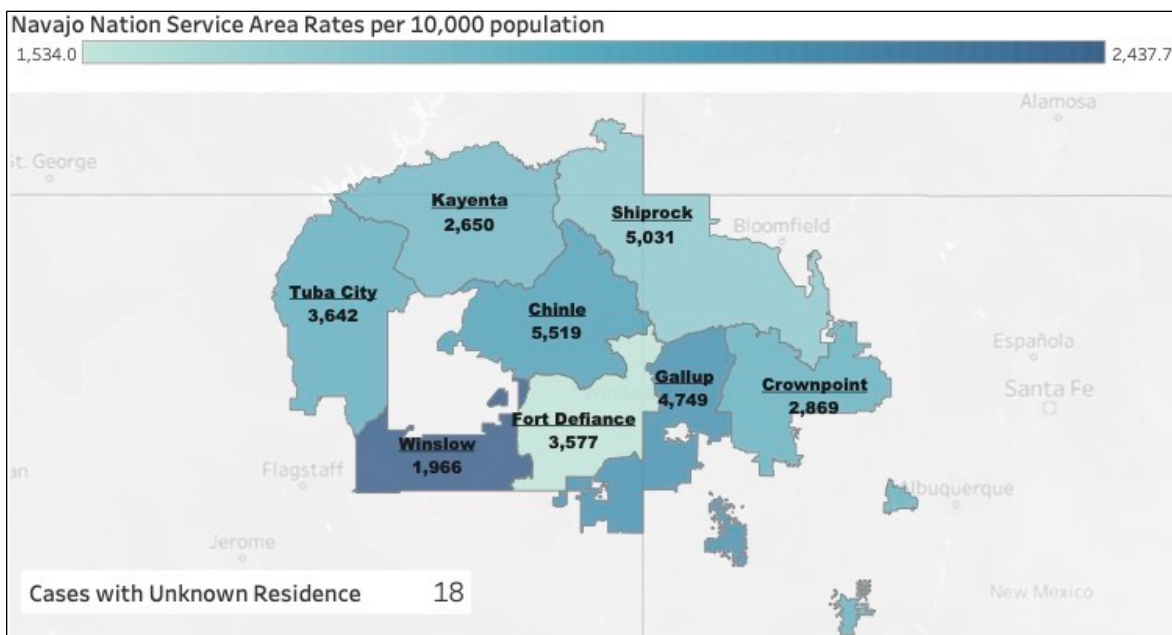 Navajo Nation Service Area Rates per 10,000 population
1,534.0
2,437.7
Alamosa
St. George
Kayenta
2,650
Shiprock
5,031
Bloomfield
Tuba City
3,642
Chinle
5,519
Española
Gallup
4,749
Crownpoint
2,869
Santa Fe
Fort Defiance
3,577
Winslow
1,966
Flagstaff
Albuquerque
Jerome
New Mexico
Cases with Unknown Residence 18